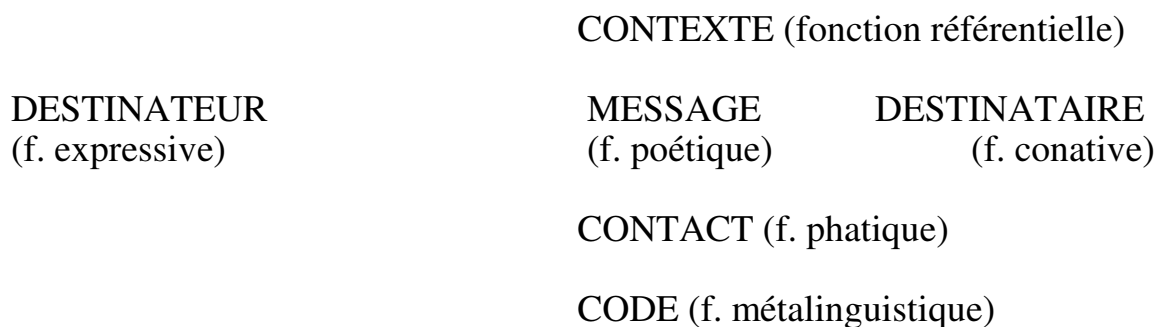 CONTEXTE (fonction référentielle)
DESTINATEUR MESSAGE DESTINATAIRE
(f. expressive) (f. poétique) (f. conative)
CONTACT (f. phatique)
CODE (f. métalinguistique)